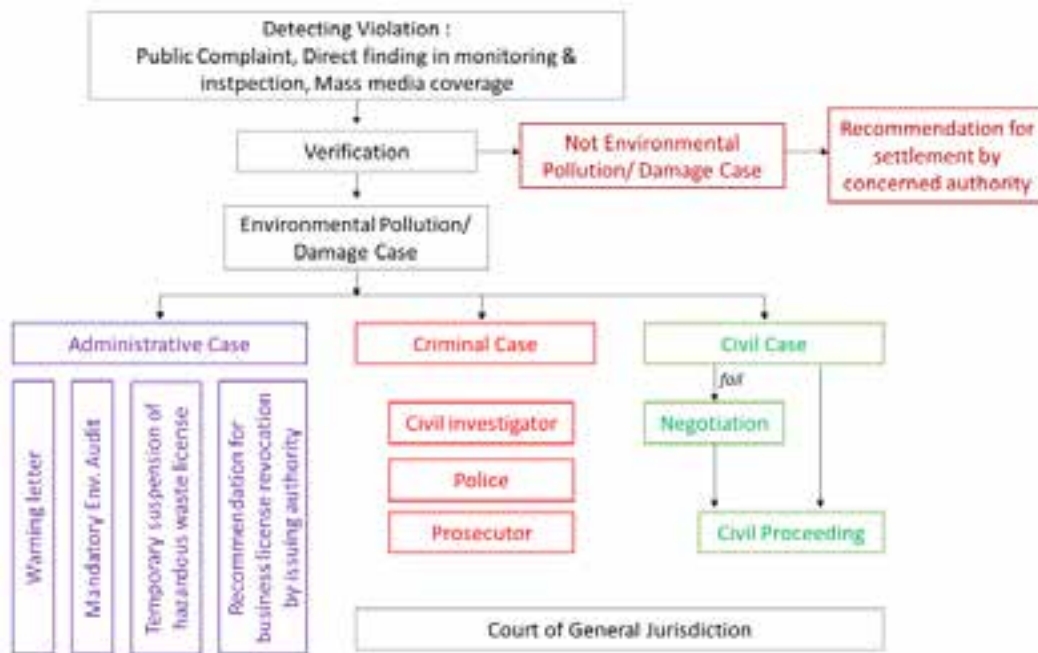 Detecting Violation :
Public Complaint, Direct finding in monitoring &
instpection, Mass media coverage
Verification
Not Environmental
Pollution/ Damage Case
Recommendation for
settlement by
concerned authority
Environmental Pollution/
Damage Case
Administrative Case
Criminal Case
Civil Case
Warning letter
Mandatory Env. Audit
Temporary suspension of
hazardous waste license
Recommendation for
business license revocation
by issuing authority
Civil investigator
Police
Prosecutor
fail
Negotiation
Civil Proceeding
Court of General Jurisdiction